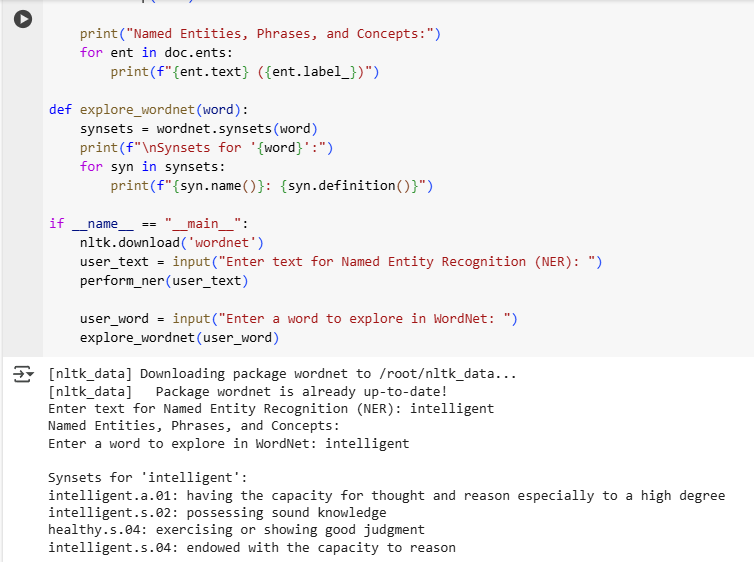 print("Named Entities, Phrases, and Concepts:")
for ent in doc.ents:
print(f"{ent.text} ({ent.label_})")
def explore_wordnet(word):
synsets = wordnet.synsets(word)
print(f"\nSynsets for '{word}':")
for syn in synsets:
print(f"{syn.name()}: {syn.definition()}")
if __name__ == "__main__":
nltk.download('wordnet')
user_text = input("Enter text for Named Entity Recognition (NER): ")
perform_ner(user_text)
user_word = input("Enter a word to explore in WordNet: ")
explore_wordnet(user_word)
[nltk_data] Downloading package wordnet to /root/nltk_data...
[nltk_data]   Package wordnet is already up-to-date!
Enter text for Named Entity Recognition (NER): intelligent
Named Entities, Phrases, and Concepts:
Enter a word to explore in WordNet: intelligent
Synsets for 'intelligent':
intelligent.a.01: having the capacity for thought and reason especially to a high degree
intelligent.s.02: possessing sound knowledge
healthy.s.04: exercising or showing good judgment
intelligent.s.04: endowed with the capacity to reason